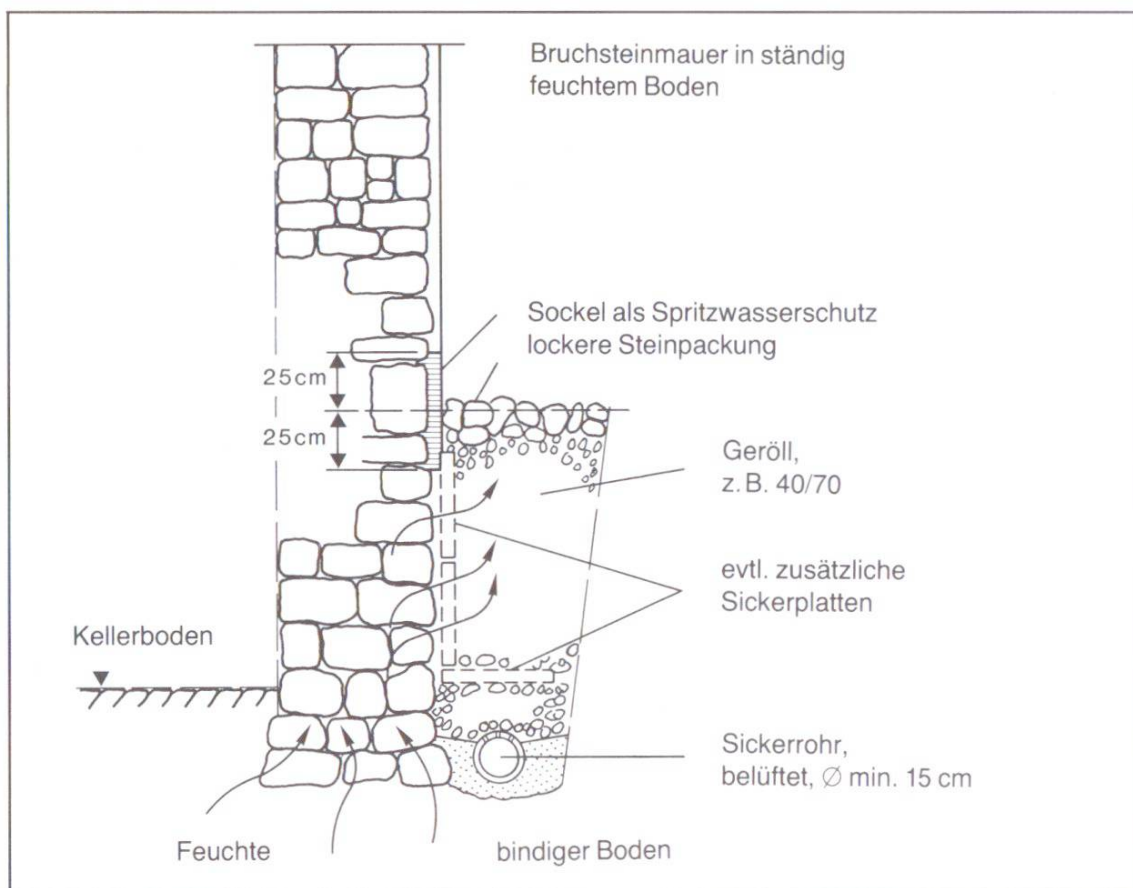 Bruchsteinmauer in ständig
feuchtem Boden
Sockel als Spritzwasserschutz
lockere Steinpackung
25cm
25cm
Geröll,
z. B. 40/70
evtl. zusätzliche
Sickerplatten
Kellerboden
Sickerrohr,
belüftet, ∅ min. 15 cm
Feuchte
bindiger Boden